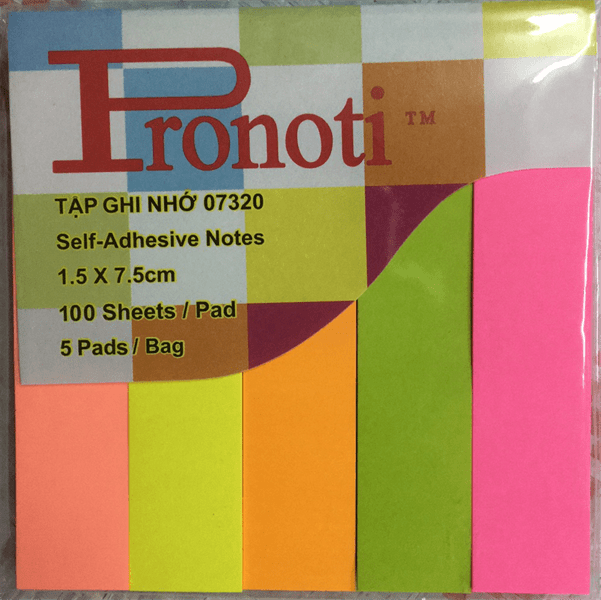 Pronoti™
TẬP GHI NHỚ 07320
Self-Adhesive Notes
1.5 X 7.5cm
100 Sheets / Pad
5 Pads / Bag